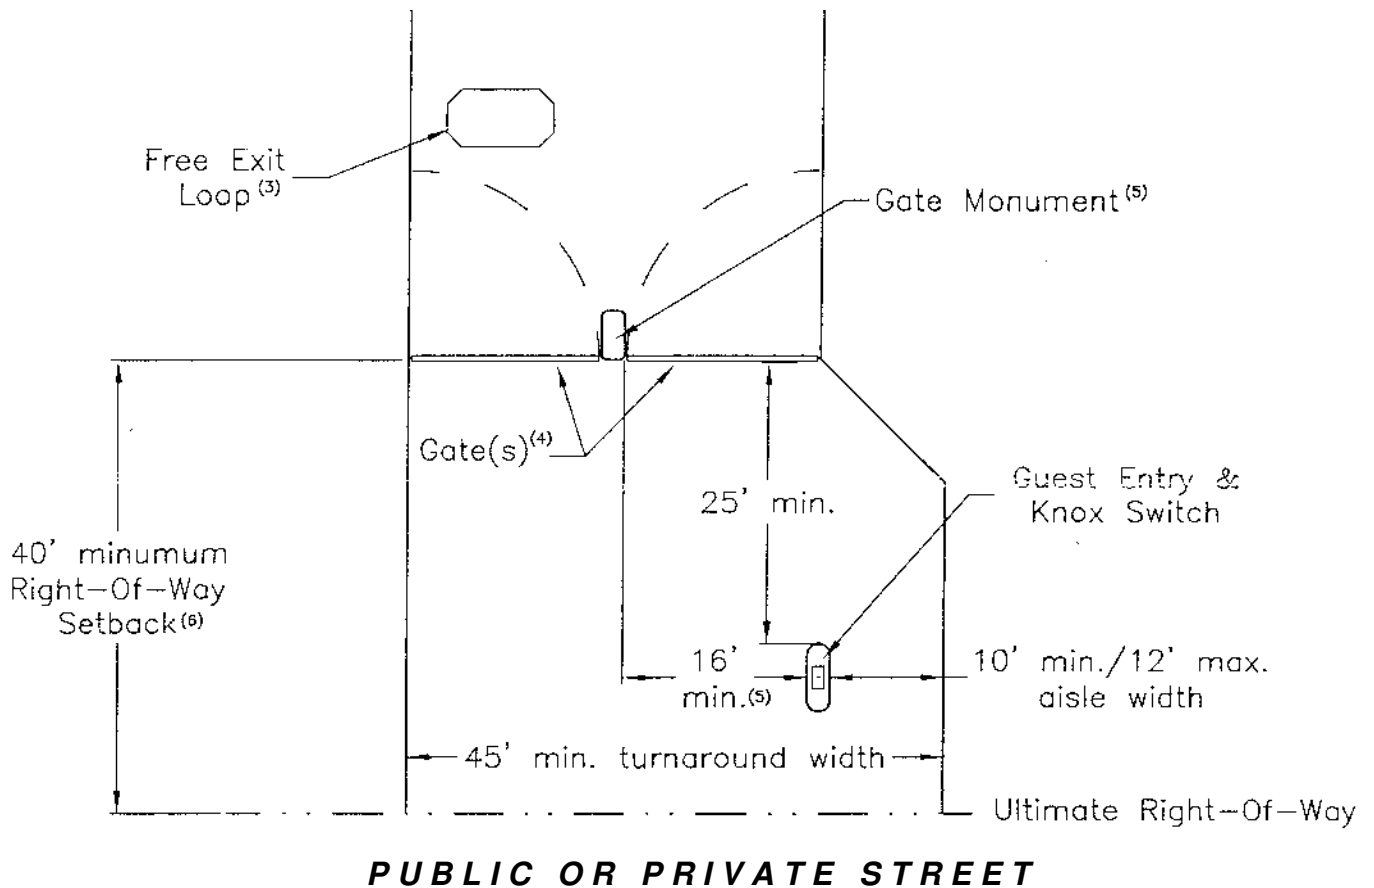 Free Exit
Loop(3)
Gate Monument(5)
Gate(s)(4)
25' min.
Guest Entry &
Knox Switch
40' minumum
Right-Of-Way
Setback(6)
16'
min.(5)
10' min./12' max.
aisle width
45' min. turnaround width
Ultimate Right-Of-Way
PUBLIC OR PRIVATE STREET